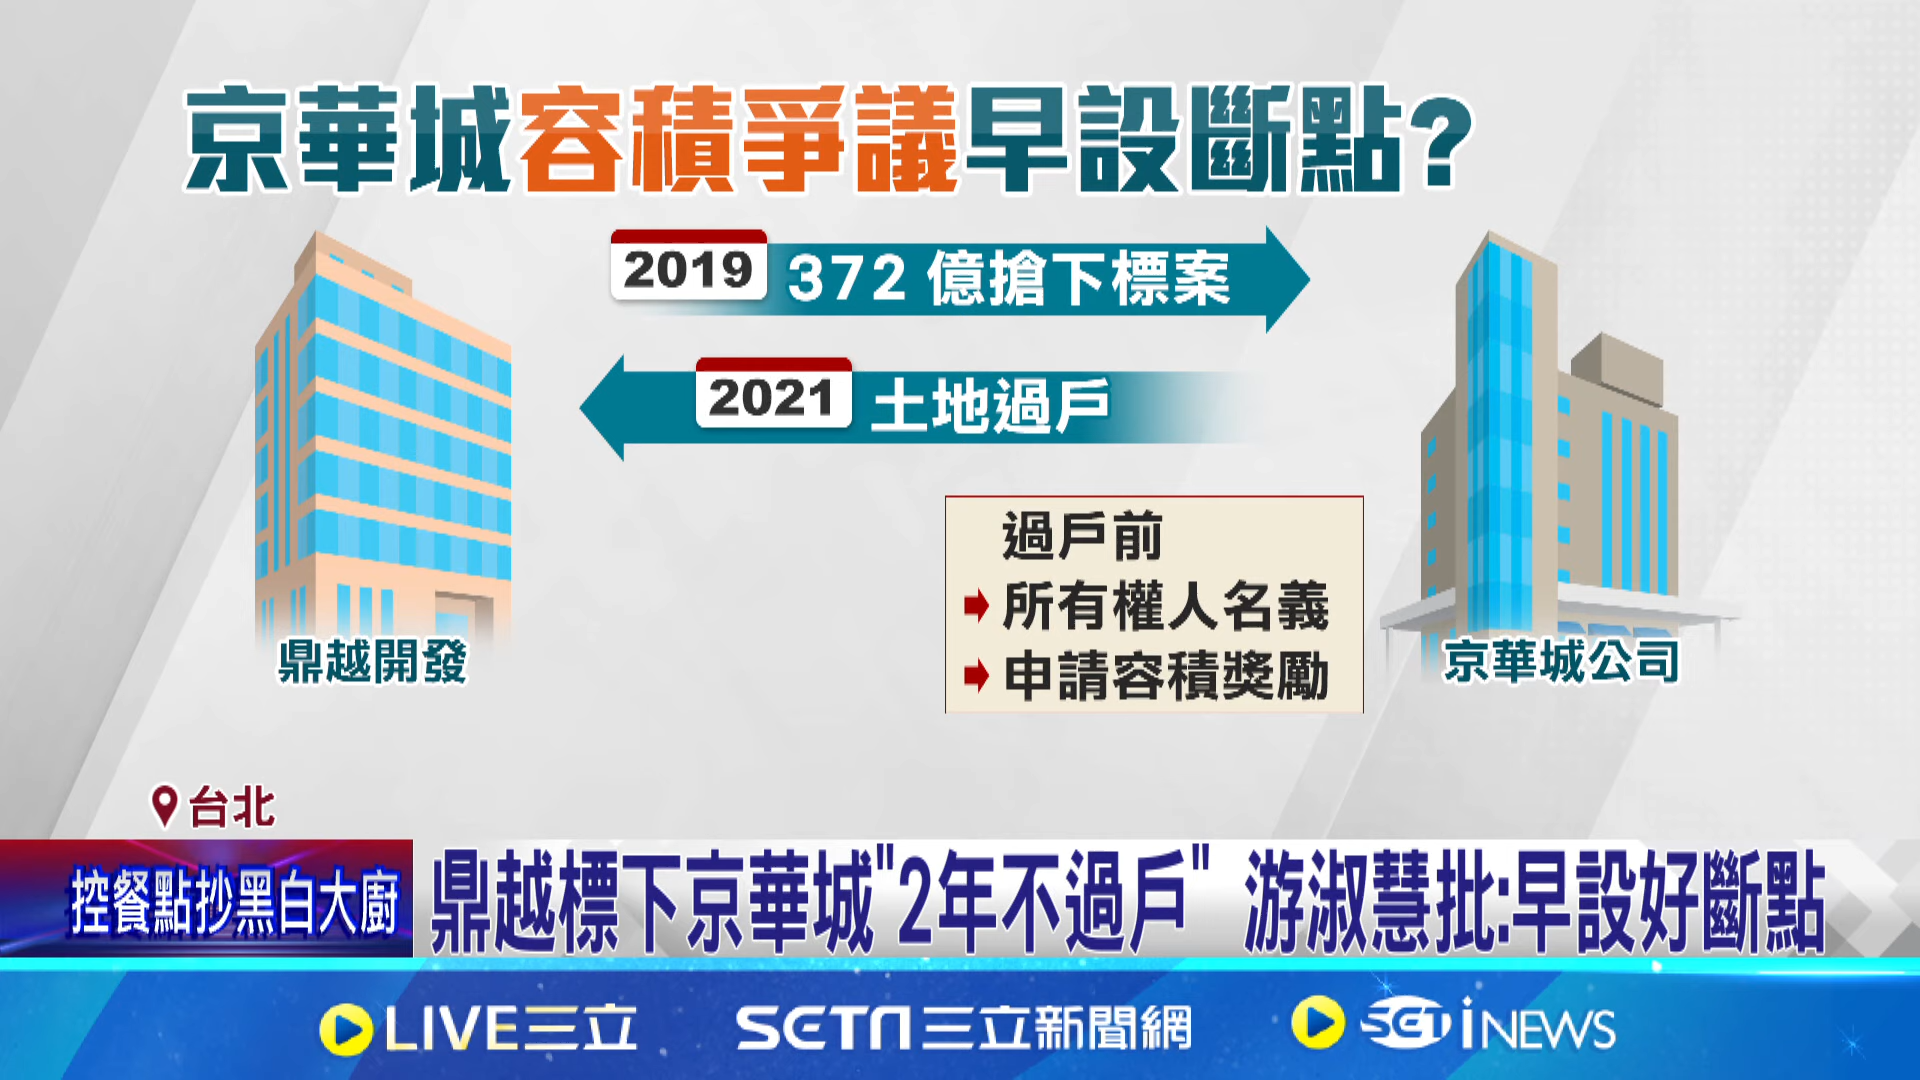 京華城容積爭議早設斷點?
2019 372 億搶下標案
2021 土地過戶
過戶前
所有權人名義
申請容積獎勵
鼎越開發
京華城公司
台北
控餐點抄黑白大廚
鼎越標下京華城"2年不過戶" 游淑慧批:早設好斷點
LIVE三立
SETN三立新聞網
SETiNEWS